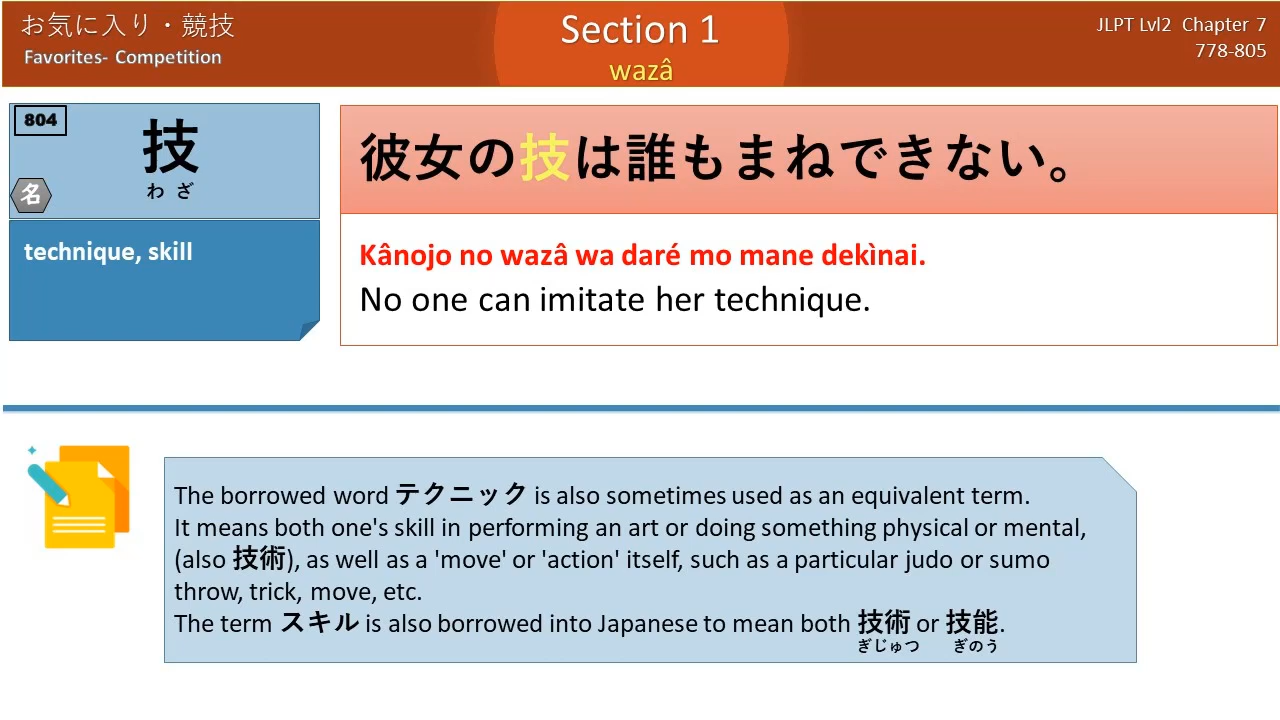 お気に入り・競技
Favorites- Competition
Section 1
wazâ
JLPT Lvl2 Chapter 7
778-805
804
技
わざ
名
technique, skill
彼女の技は誰もまねできない。
Kânojo no wazâ wa daré mo mane dekìnai.
No one can imitate her technique.
The borrowed word テクニック is also sometimes used as an equivalent term.
It means both one's skill in performing an art or doing something physical or mental,
(also 技術), as well as a 'move' or 'action' itself, such as a particular judo or sumo
throw, trick, move, etc.
The term スキル is also borrowed into Japanese to mean both 技術 or 技能.
ぎじゅつ ぎのう